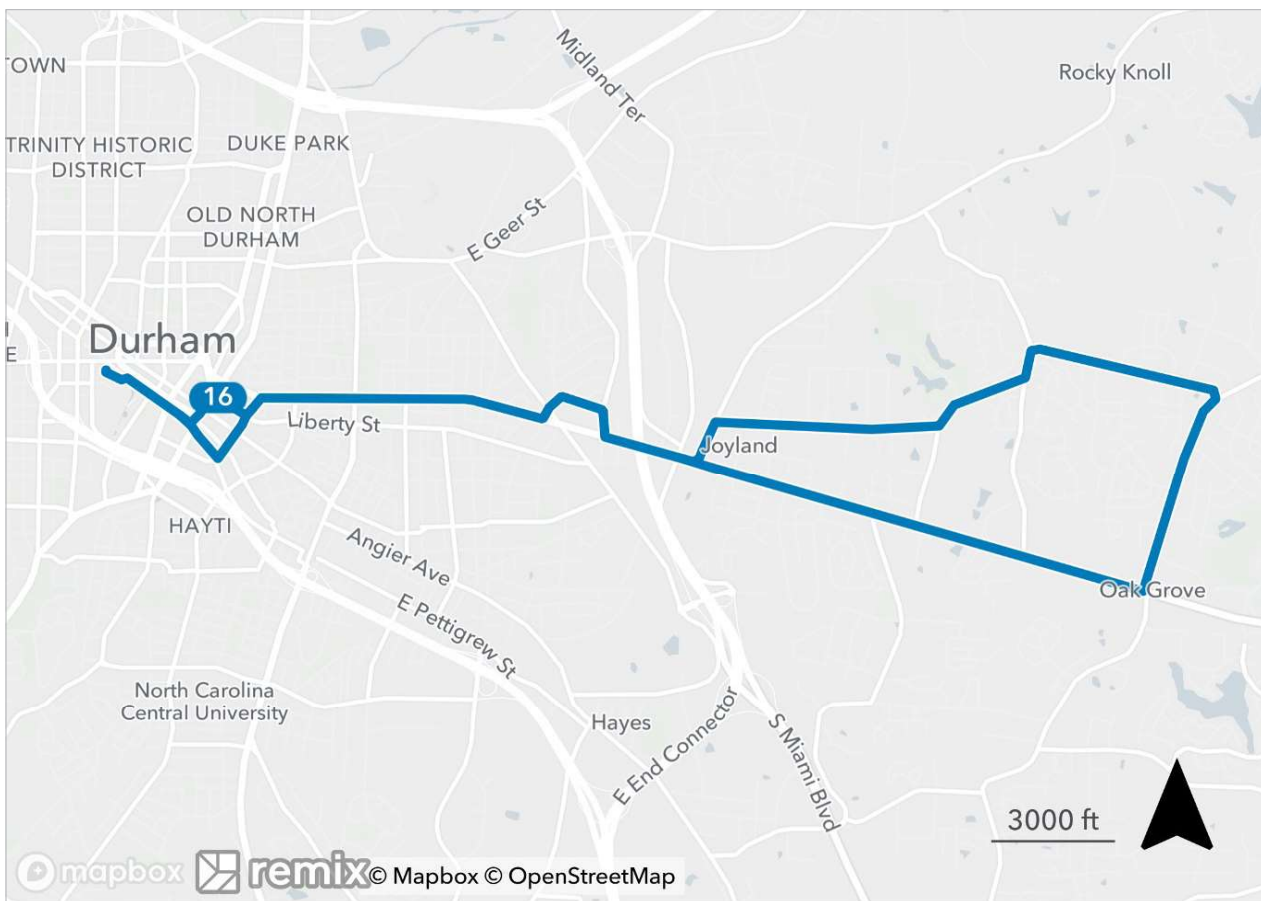 TOWN
Midland Ter
Rocky Knoll
TRINITY HISTORIC
DISTRICT
DUKE PARK
OLD NORTH
DURHAM
E Geer St
E
Durham
16
Liberty St
Joyland
HAYTI
Angier Ave
Oak Grove
E Pettigrew St
North Carolina
Central University
Hayes
E End Connector
S Miami Blvd
3000 ft
mapbox
remix
© Mapbox © OpenStreetMap